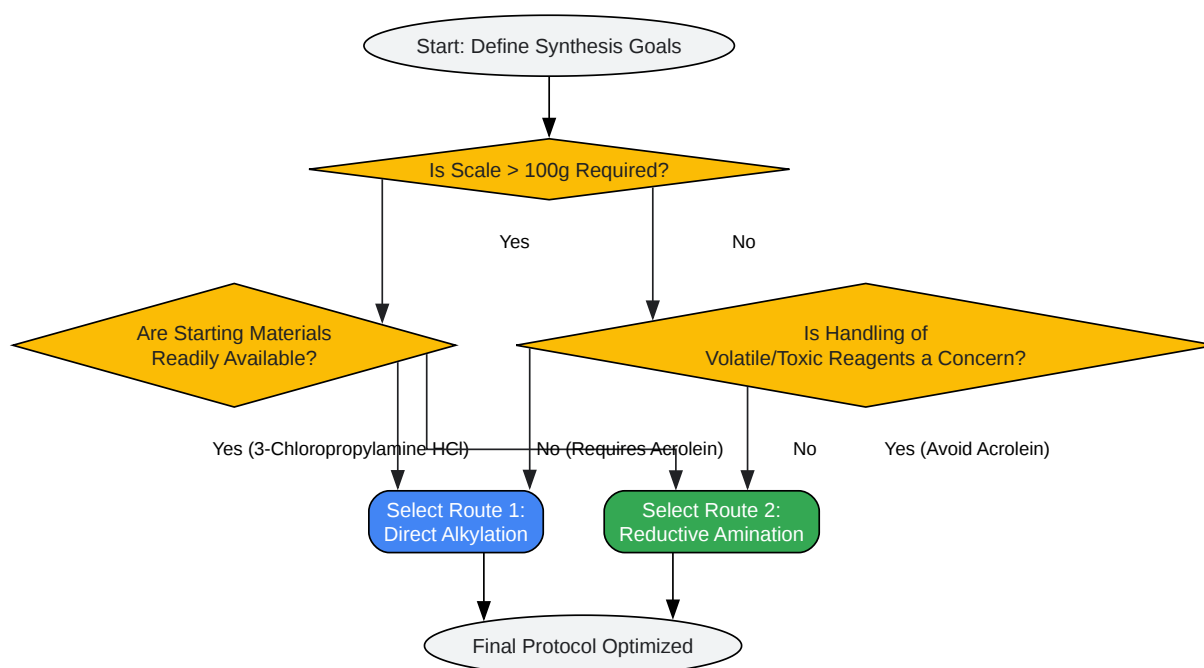 Start: Define Synthesis Goals
Is Scale > 100g Required?
Yes
No
Are Starting Materials
Readily Available?
Is Handling of
Volatile/Toxic Reagents a Concern?
Yes (3-Chloropropylamine HCl)
No (Requires Acrolein)
No
Yes (Avoid Acrolein)
Select Route 1:
Direct Alkylation
Select Route 2:
Reductive Amination
Final Protocol Optimized